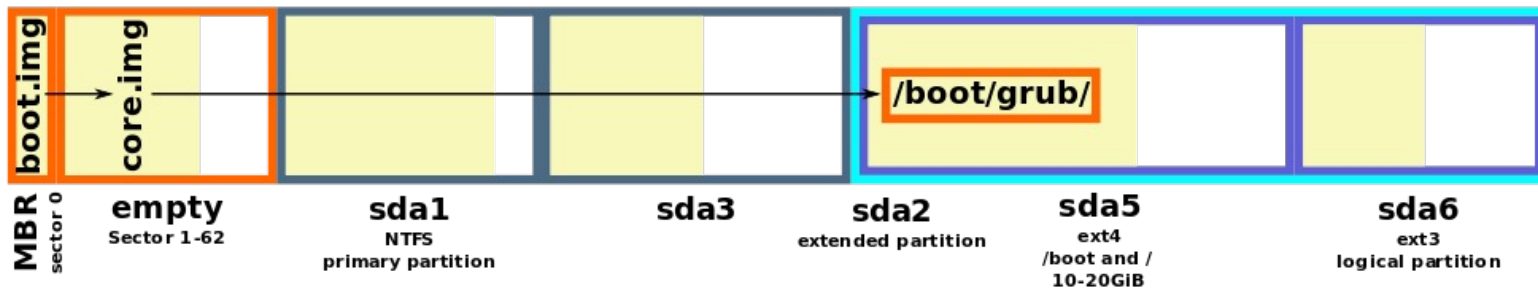 boot.img
core.img
/boot/grub/
MBR
sector 0
empty
Sector 1-62
sda1
NTFS
primary partition
sda3
sda2
extended partition
sda5
ext4
/boot and /
10-20GiB
sda6
ext3
logical partition